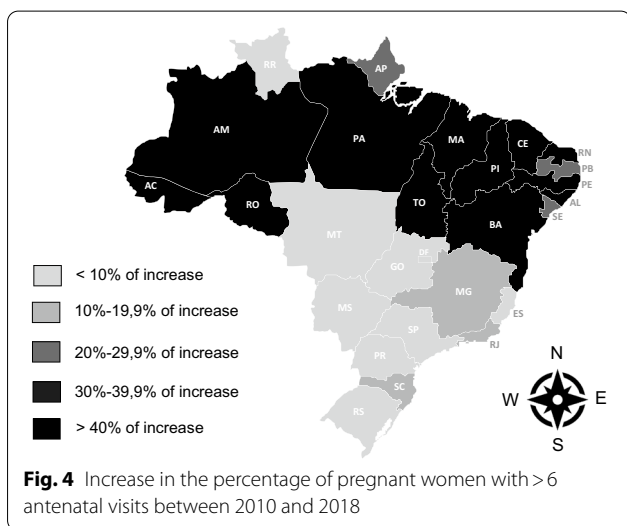 RR
AP
AM
PA
MA
CE
RN
PB
PI
PE
AC
AL
TO
SE
RO
BA
MT
DF
GO
MG
MS
ES
SP
RJ
PR
SC
RS
< 10% of increase
10%-19,9% of increase
20%-29,9% of increase
30%-39,9% of increase
> 40% of increase
N
W E
S
Fig. 4 Increase in the percentage of pregnant women with > 6
antenatal visits between 2010 and 2018